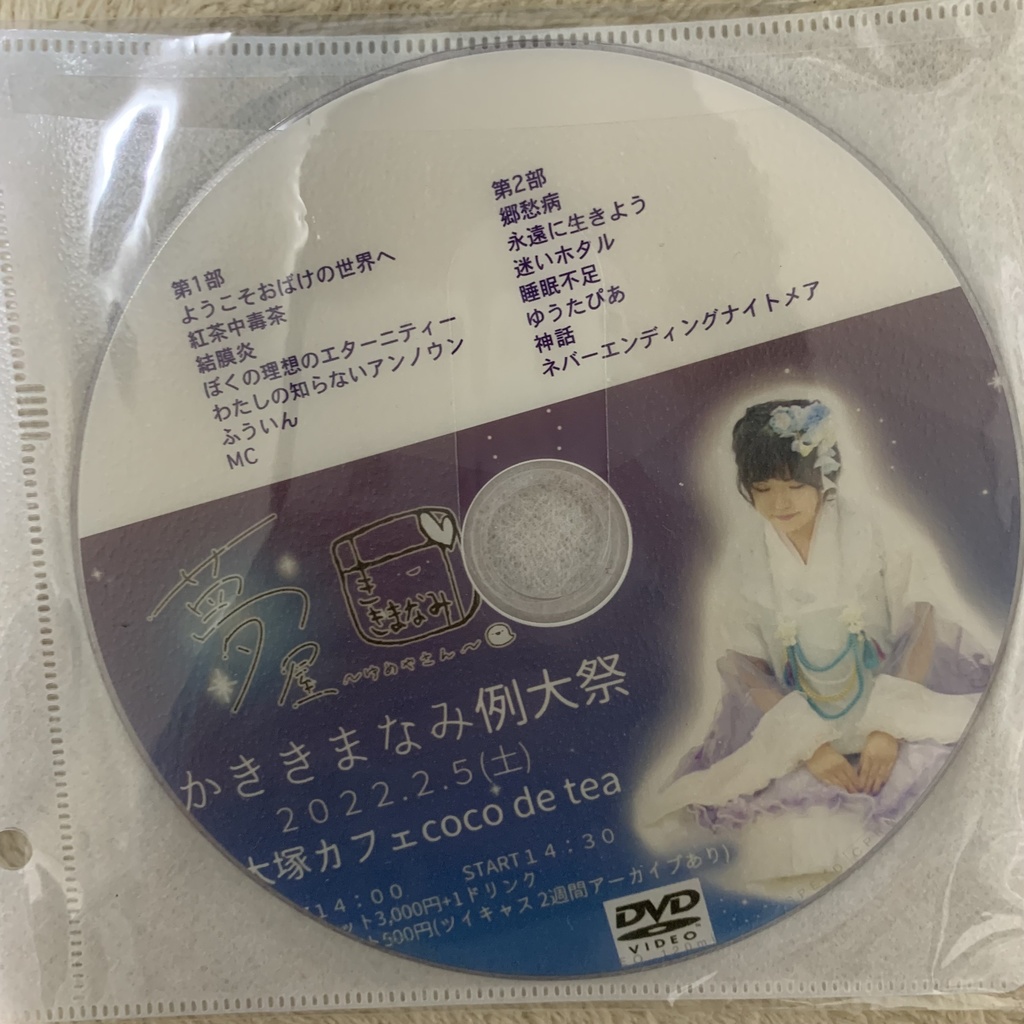 第1部
ようこそおばけの世界へ
紅茶中毒茶
結膜炎
ぼくの理想のエターニティー
わたしの知らないアンノウン
ふういん
MC
第2部
郷愁病
永遠に生きよう
迷いホタル
睡眠不足
ゆうたぴあ
神話
ネバーエンディングナイトメア
夢屋
～ゆめやさん～
かききまなみ例大祭
2022.2.5(土)
大塚カフェcoco de tea
14:00 START14:30
ット3,000円+1ドリンク
ト500円(ツイキャス2週間アーカイブあり)
DVD
VIDEO